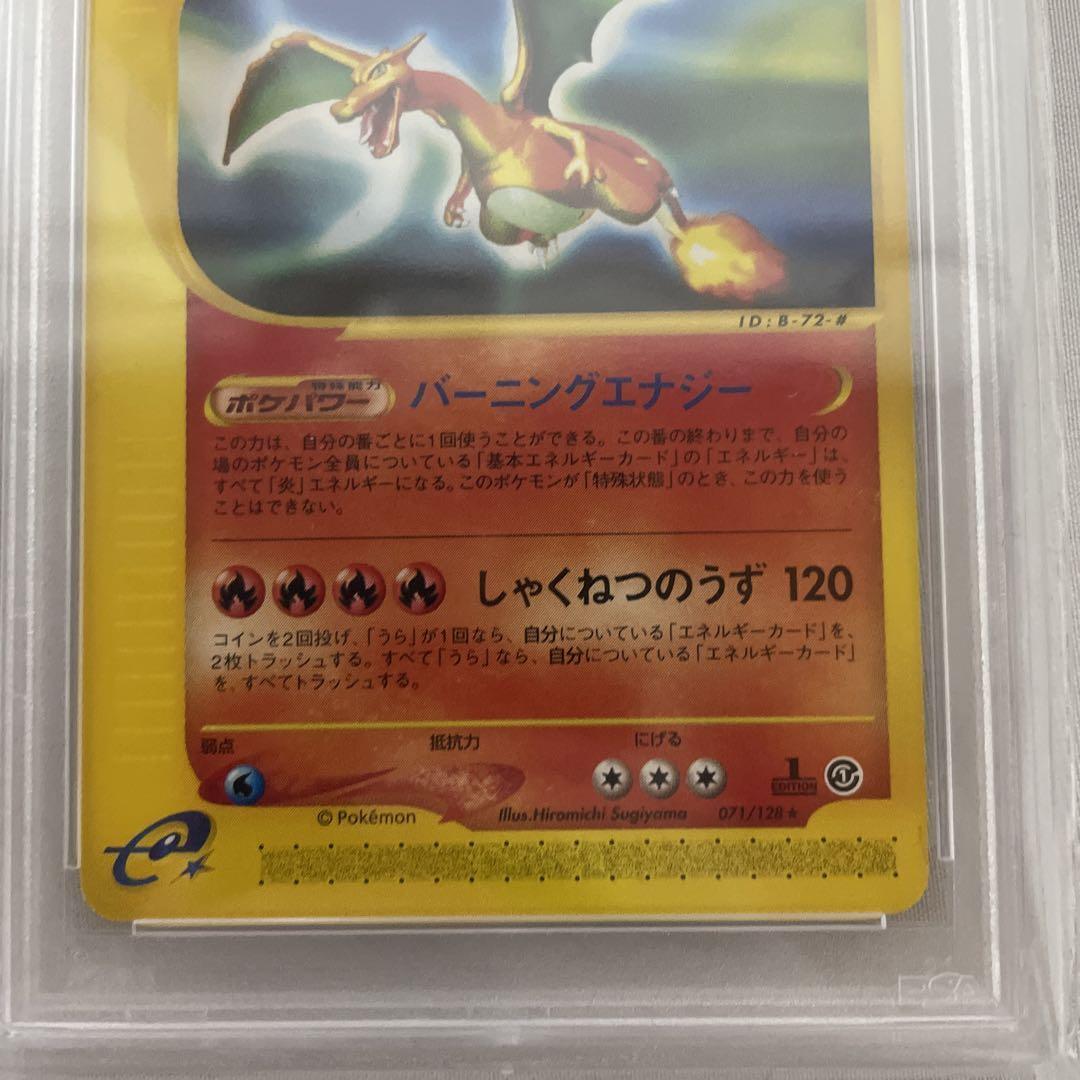 ID : B-72-#
特殊能力
ポケパワー バーニングエナジー
この力は、自分の番ごとに1回使うことができる。この番の終わりまで、自分の
場のポケモン全員についている「基本エネルギーカード」の「エネルギー」は、
すべて「炎」エネルギーになる。このポケモンが「特殊状態」のとき、この力を使う
ことはできない。
しゃくねつのうず 120
コインを2回投げ、「うら」が1回なら、自分についている「エネルギーカード」を、
2枚トラッシュする。すべて「うら」なら、自分についている「エネルギーカード」
を、すべてトラッシュする。
弱点 抵抗力 にげる
1
EDITION
© Pokémon Illus.Hiromichi Sugiyama 071/128★
e
PSA